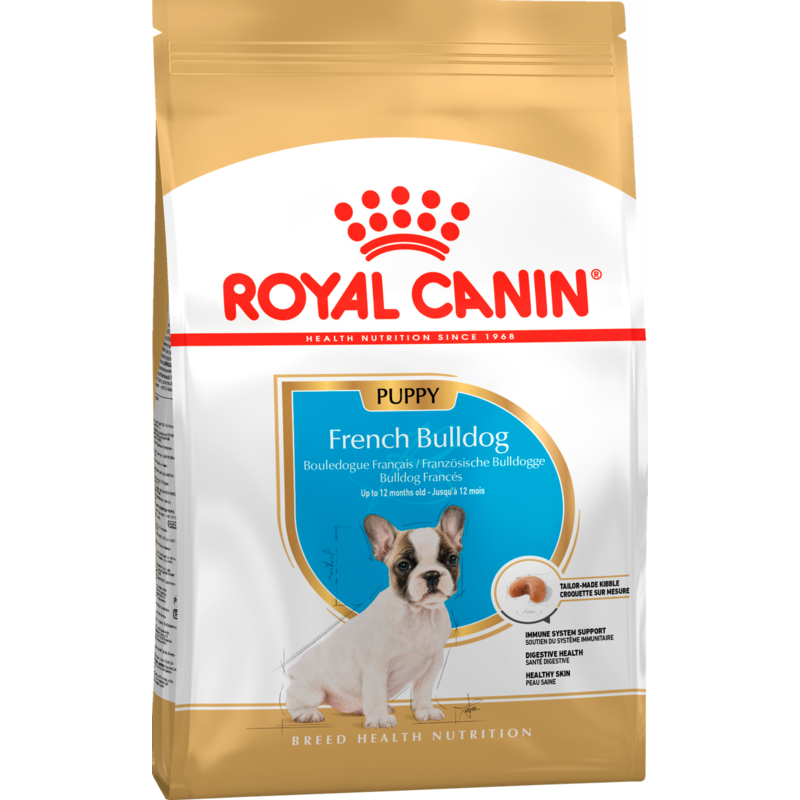 ROYAL CANIN®
HEALTH NUTRITION SINCE 1968
PUPPY
French Bulldog
Bouledogue Français / Französische Bulldogge
Bulldog Francés
Up to 12 months old - Jusqu'à 12 mois
TAILOR-MADE KIBBLE
CROQUETTE SUR MESURE
IMMUNE SYSTEM SUPPORT
SOUTIEN DU SYSTÈME IMMUNITAIRE
DIGESTIVE HEALTH
SANTÉ DIGESTIVE
HEALTHY SKIN
PEAU SAINE
BREED HEALTH NUTRITION